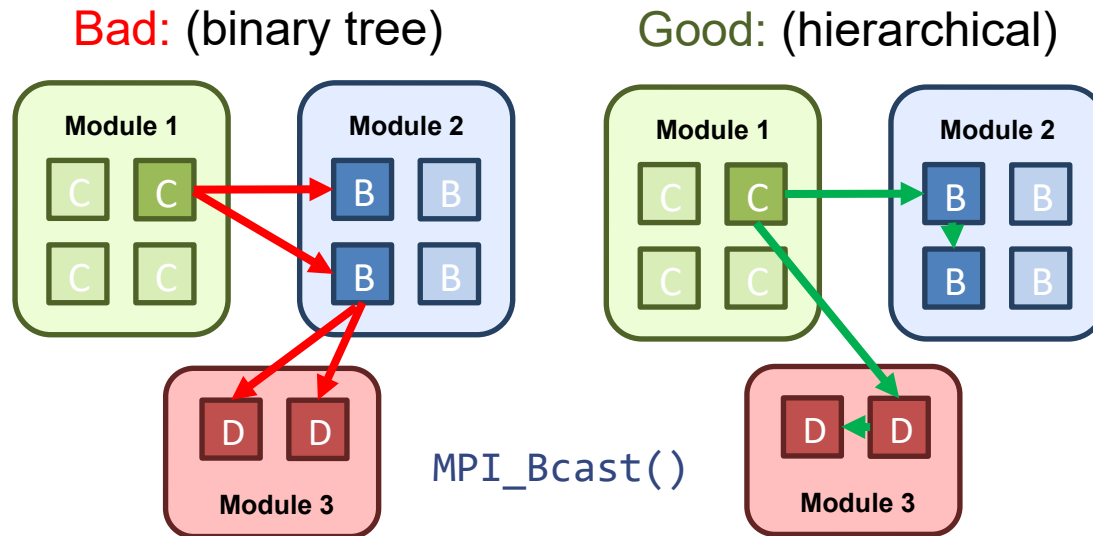 Bad: (binary tree)
Module 1
C C
C C
Module 2
B B
B B
D D
Module 3
MPI_Bcast()
Good: (hierarchical)
Module 1
C C
C C
Module 2
B B
B B
D D
Module 3